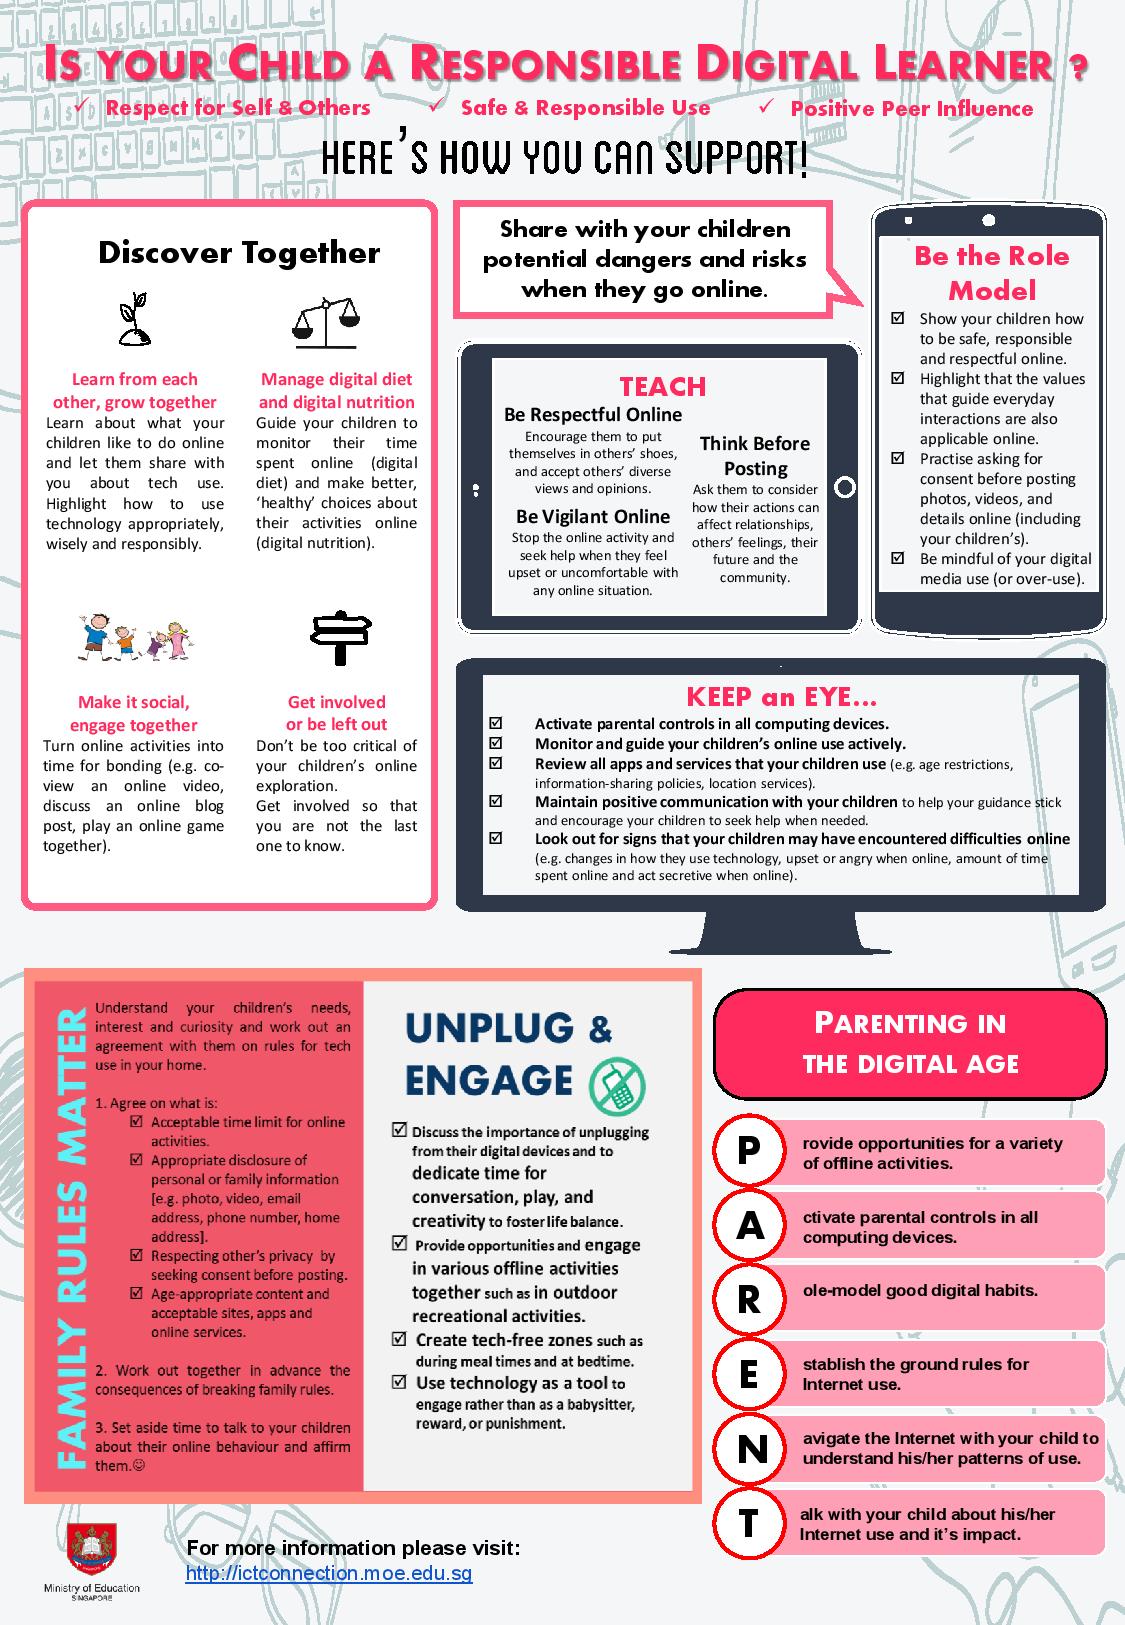 IS YOUR CHILD A RESPONSIBLE DIGITAL LEARNER ?
Respect for Self & Others
Safe & Responsible Use
Positive Peer Influence
HERE'S HOW YOU CAN SUPPORT!
Discover Together
Learn from each
other, grow together
Learn about what your
children like to do online
and let them share with
you about tech use.
Highlight how to use
technology appropriately,
wisely and responsibly.
Manage digital diet
and digital nutrition
Guide your children to
monitor their time
spent online (digital
diet) and make better,
‘healthy’ choices about
their activities online
(digital nutrition).
Make it social,
engage together
Turn online activities into
time for bonding (e.g. co-
view an online video,
discuss an online blog
post, play an online game
together).
Get involved
or be left out
Don’t be too critical of
your children’s online
exploration.
Get involved so that
you are not the last
one to know.
Share with your children
potential dangers and risks
when they go online.
TEACH
Be Respectful Online
Encourage them to put
themselves in others’ shoes,
and accept others’ diverse
views and opinions.
Be Vigilant Online
Stop the online activity and
seek help when they feel
upset or uncomfortable with
any online situation.
Think Before
Posting
Ask them to consider
how their actions can
affect relationships,
others’ feelings, their
future and the
community.
Be the Role
Model
Show your children how
to be safe, responsible
and respectful online.
Highlight that the values
that guide everyday
interactions are also
applicable online.
Practise asking for
consent before posting
photos, videos, and
details online (including
your children’s).
Be mindful of your digital
media use (or over-use).
KEEP an EYE...
Activate parental controls in all computing devices.
Monitor and guide your children’s online use actively.
Review all apps and services that your children use (e.g. age restrictions,
information-sharing policies, location services).
Maintain positive communication with your children to help your guidance stick
and encourage your children to seek help when needed.
Look out for signs that your children may have encountered difficulties online
(e.g. changes in how they use technology, upset or angry when online, amount of time
spent online and act secretive when online).
FAMILY RULES MATTER
Understand your children’s needs,
interest and curiosity and work out an
agreement with them on rules for tech
use in your home.
1. Agree on what is:
Acceptable time limit for online
activities.
Appropriate disclosure of
personal or family information
[e.g. photo, video, email
address, phone number, home
address].
Respecting other’s privacy by
seeking consent before posting.
Age-appropriate content and
acceptable sites, apps and
online services.
2. Work out together in advance the
consequences of breaking family rules.
3. Set aside time to talk to your children
about their online behaviour and affirm
them.☺
UNPLUG &
ENGAGE
Discuss the importance of unplugging
from their digital devices and to
dedicate time for
conversation, play, and
creativity to foster life balance.
Provide opportunities and engage
in various offline activities
together such as in outdoor
recreational activities.
Create tech-free zones such as
during meal times and at bedtime.
Use technology as a tool to
engage rather than as a babysitter,
reward, or punishment.
PARENTING IN
THE DIGITAL AGE
P rovide opportunities for a variety
of offline activities.
A ctivate parental controls in all
computing devices.
R ole-model good digital habits.
E stablish the ground rules for
Internet use.
N avigate the Internet with your child to
understand his/her patterns of use.
T alk with your child about his/her
Internet use and it’s impact.
Ministry of Education
SINGAPORE
For more information please visit:
http://ictconnection.moe.edu.sg